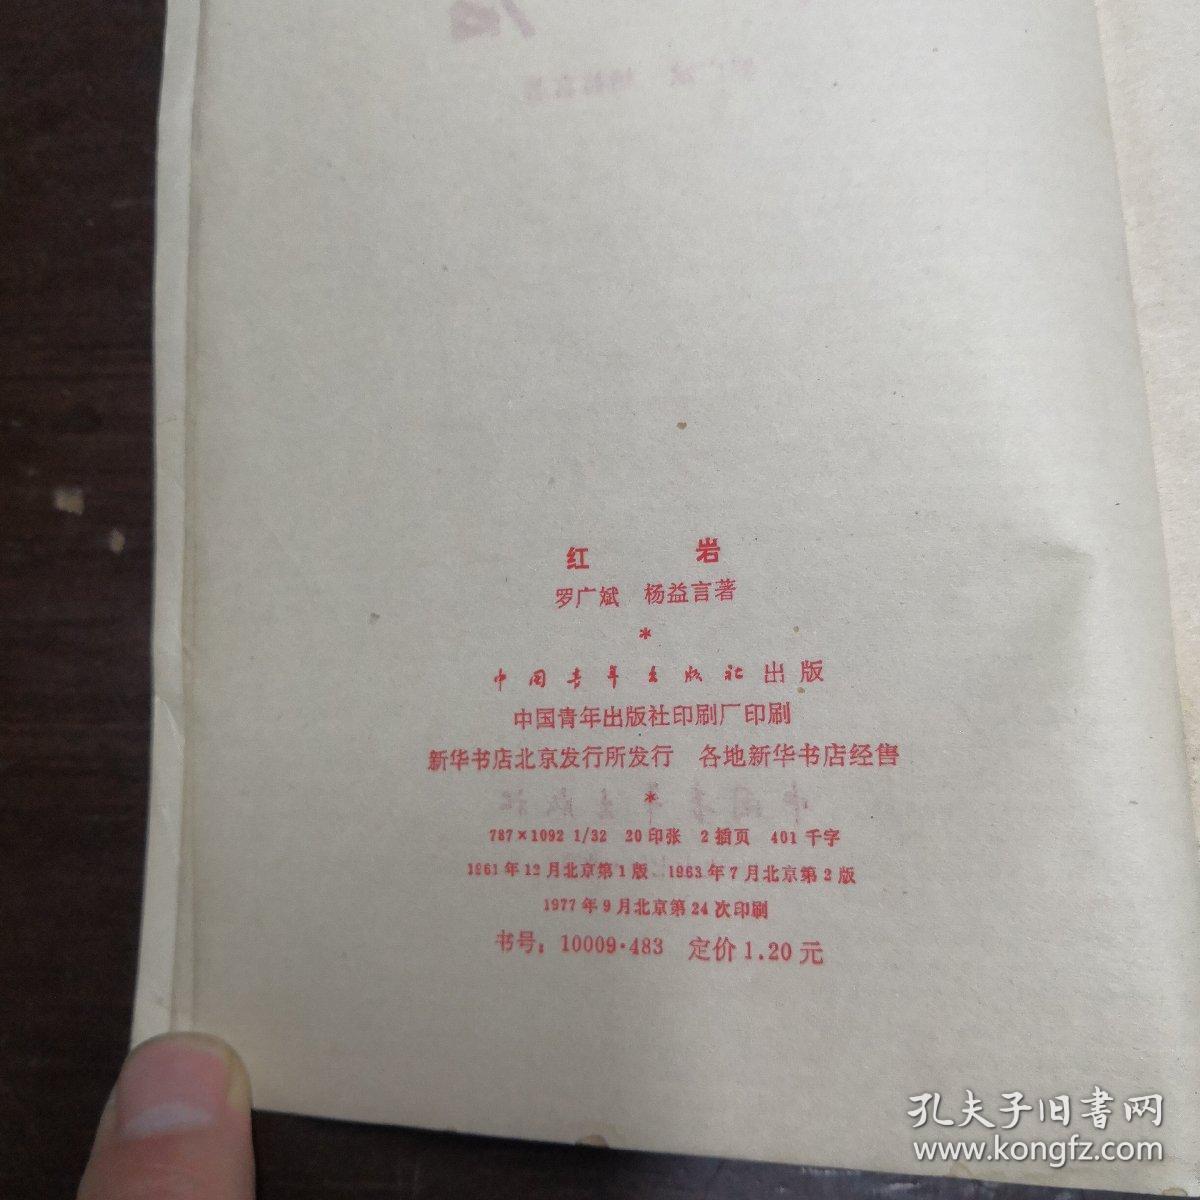 红 岩
罗广斌 杨益言著
*
中国青年出版社出版
中国青年出版社印刷厂印刷
新华书店北京发行所发行 各地新华书店经售
*
787×1092 1/32 20印张 2插页 401千字
1961年12月北京第1版 1963年7月北京第2版
1977年9月北京第24次印刷
书号：10009·483 定价1.20元
孔夫子旧書网
www.kongfz.com